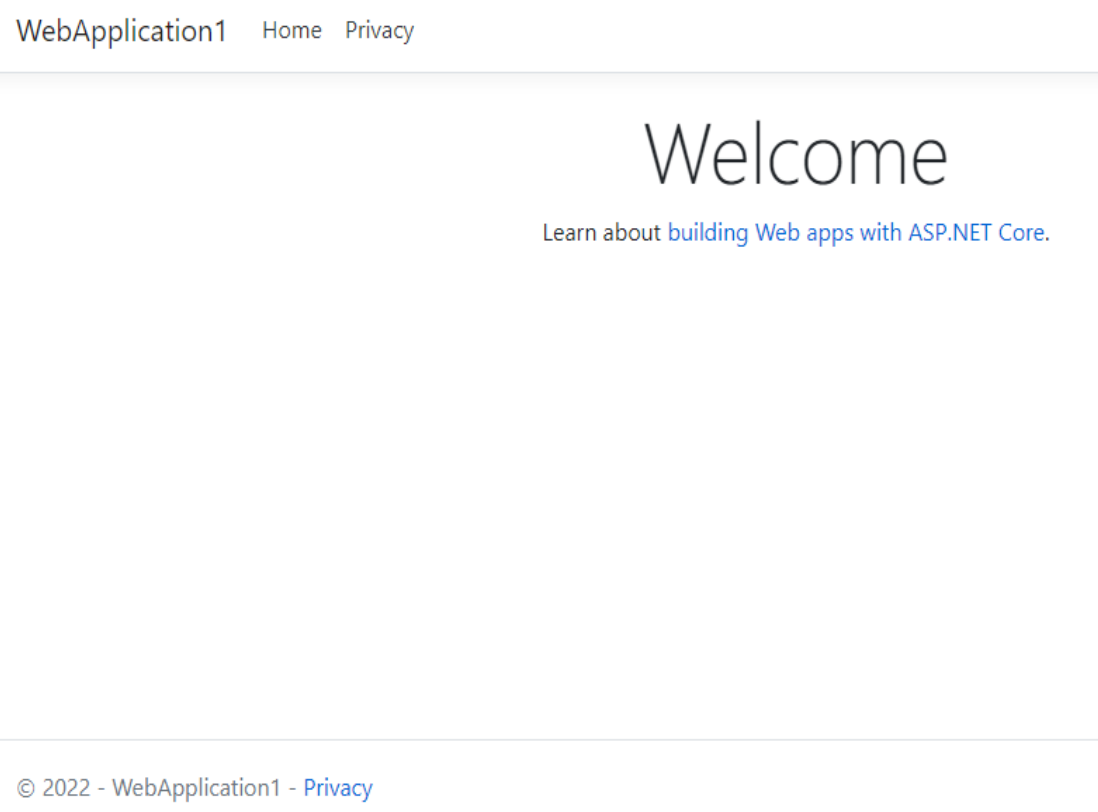 WebApplication1 Home Privacy
Welcome
Learn about building Web apps with ASP.NET Core.
© 2022 - WebApplication1 - Privacy